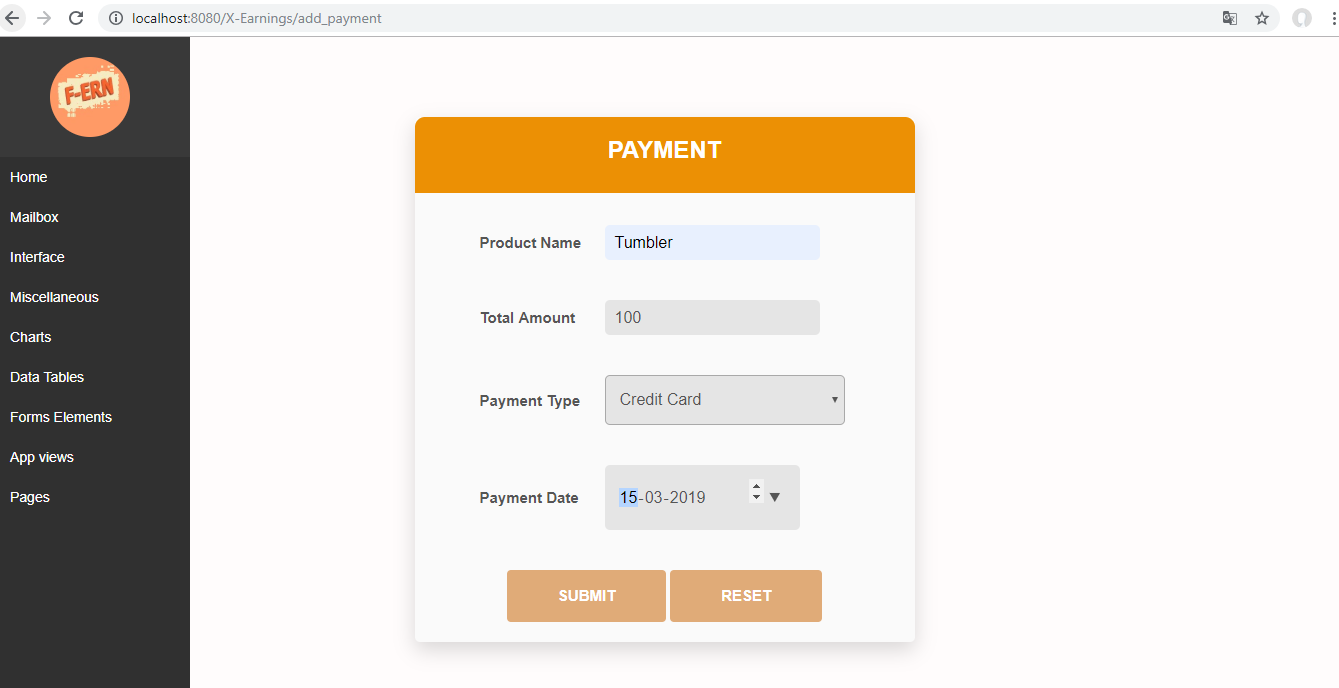 localhost:8080/X-Earnings/add_payment
F-ERN
Home
Mailbox
Interface
Miscellaneous
Charts
Data Tables
Forms Elements
App views
Pages
PAYMENT
Product Name Tumbler
Total Amount 100
Payment Type Credit Card
Payment Date 15-03-2019
SUBMIT RESET